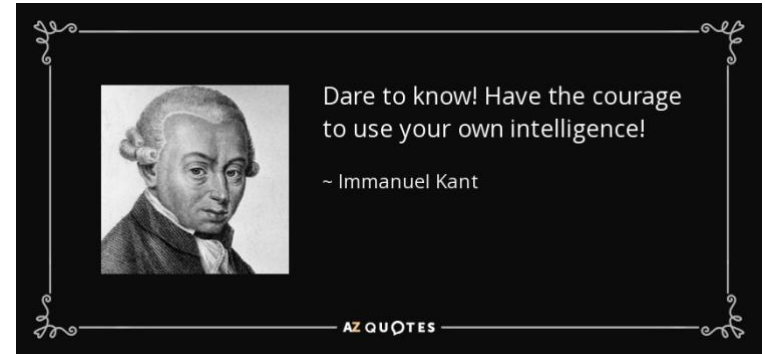 Dare to know! Have the courage
to use your own intelligence!
~ Immanuel Kant
AZ QUOTES